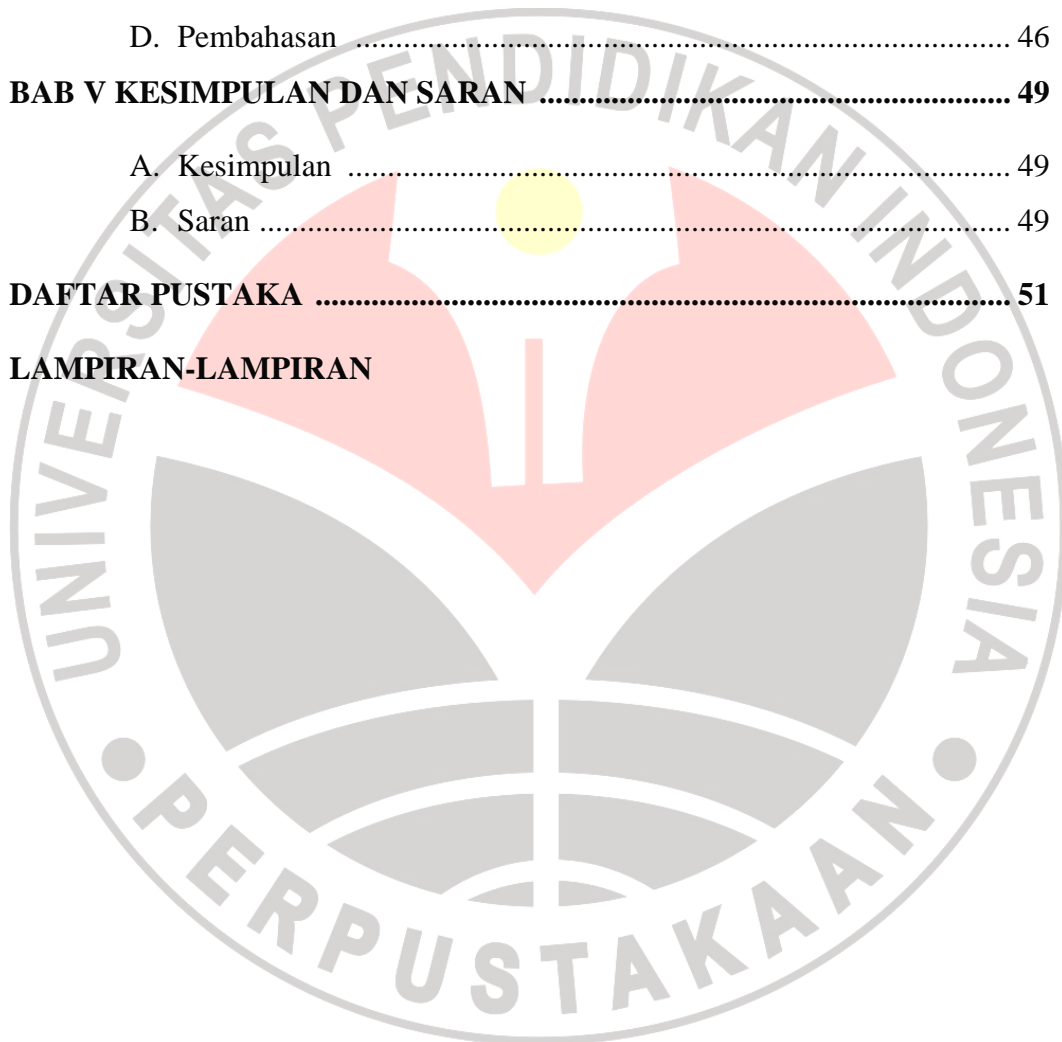 D. Pembahasan ................................................................................... 46
BAB V KESIMPULAN DAN SARAN ............................................................ 49
A. Kesimpulan .................................................................................... 49
B. Saran ............................................................................................... 49
DAFTAR PUSTAKA ......................................................................................... 51
LAMPIRAN-LAMPIRAN
UNIVERSITAS PENDIDIKAN INDONESIA
PERPUSTAKAAN